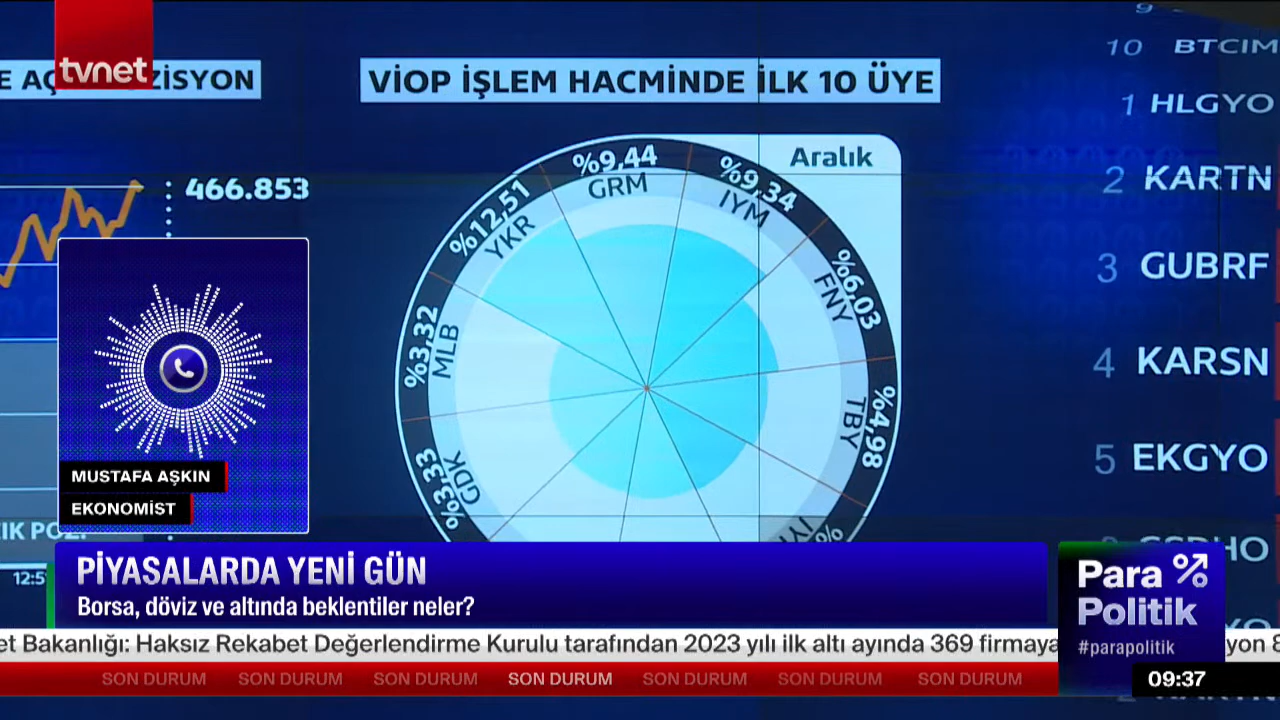 tvnet
ZİSYON
VİOP İŞLEM HACMİNDE İLK 10 ÜYE
Aralık
466.853
%9,44
GRM
%9,34
IYM
%12,51
YKR
%6,03
FNY
%3,32
MLB
%4,98
TBY
%3,33
GDK
10 BTCIM
1 HLGYO
2 KARTN
3 GUBRF
4 KARSN
5 EKGYO
MUSTAFA AŞKIN
EKONOMİST
PİYASALARDA YENİ GÜN
Borsa, döviz ve altında beklentiler neler?
Para
Politik
#parapolitik
et Bakanlığı: Haksız Rekabet Değerlendirme Kurulu tarafından 2023 yılı ilk altı ayında 369 firmaya
yon 8
SON DURUM SON DURUM SON DURUM SON DURUM SON DURUM SON DURUM SON DURUM
09:37